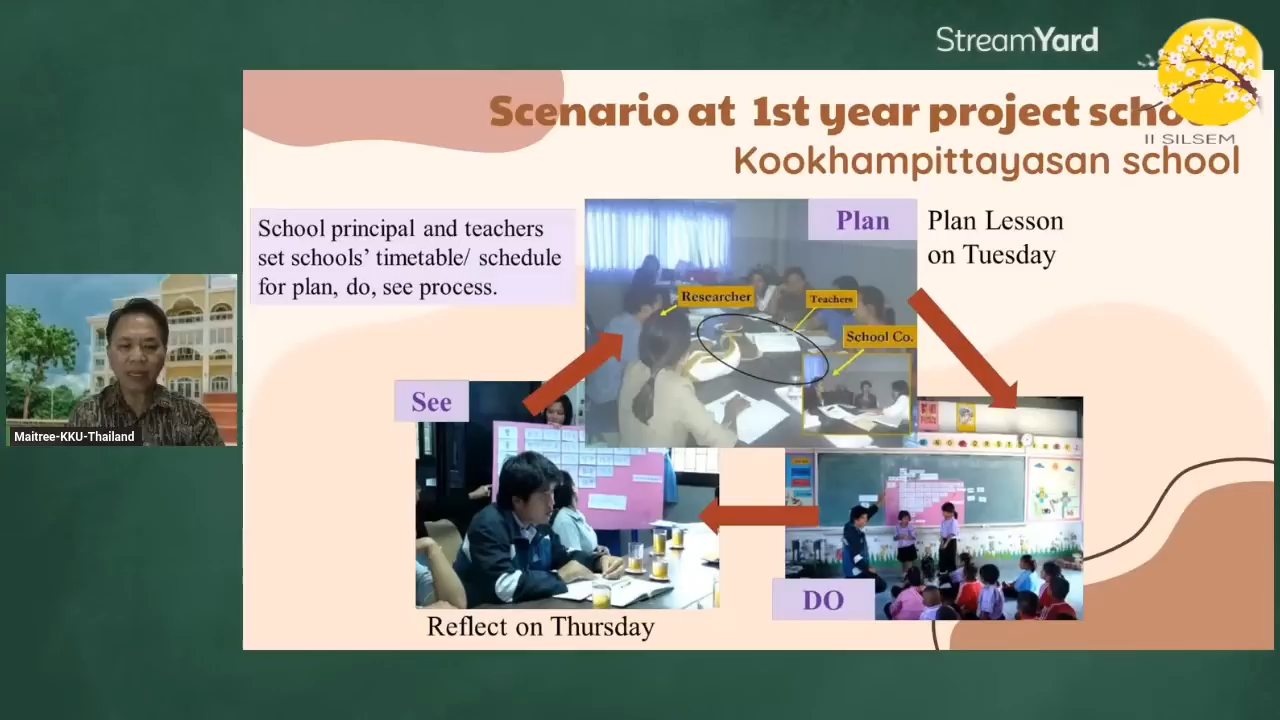 StreamYard
Scenario at 1st year project scho
II SILSEM
Kookhampittayasan school
School principal and teachers
set schools’ timetable/ schedule
for plan, do, see process.
Plan
Plan Lesson
on Tuesday
Researcher
Teachers
School Co.
See
Maitree-KKU-Thailand
DO
Reflect on Thursday